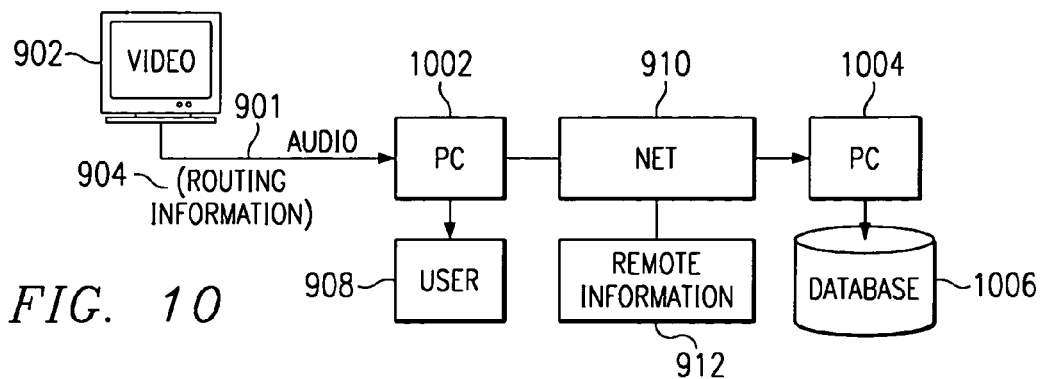 902
VIDEO
901
904
AUDIO
(ROUTING
INFORMATION)
1002
PC
908
USER
910
NET
REMOTE
INFORMATION
912
1004
PC
DATABASE
1006
FIG. 10